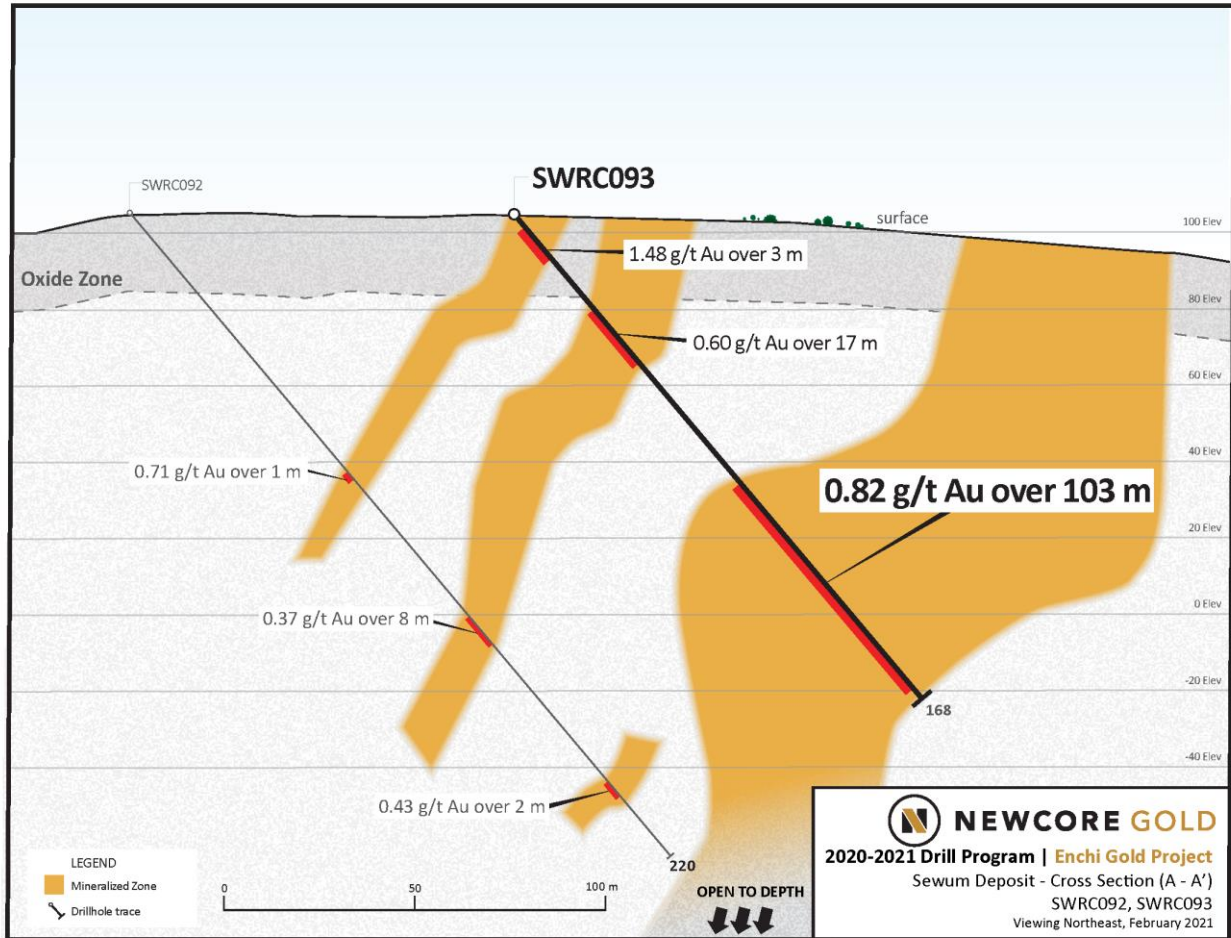 SWRC092
SWRC093
surface
100 Elev
1.48 g/t Au over 3 m
Oxide Zone
80 Elev
0.60 g/t Au over 17 m
60 Elev
40 Elev
0.71 g/t Au over 1 m
0.82 g/t Au over 103 m
20 Elev
0.37 g/t Au over 8 m
0 Elev
-20 Elev
168
-40 Elev
0.43 g/t Au over 2 m
220
LEGEND
Mineralized Zone
Drillhole trace
0 50 100 m
OPEN TO DEPTH
N NEWCORE GOLD
2020-2021 Drill Program | Enchi Gold Project
Sewum Deposit - Cross Section (A - A')
SWRC092, SWRC093
Viewing Northeast, February 2021